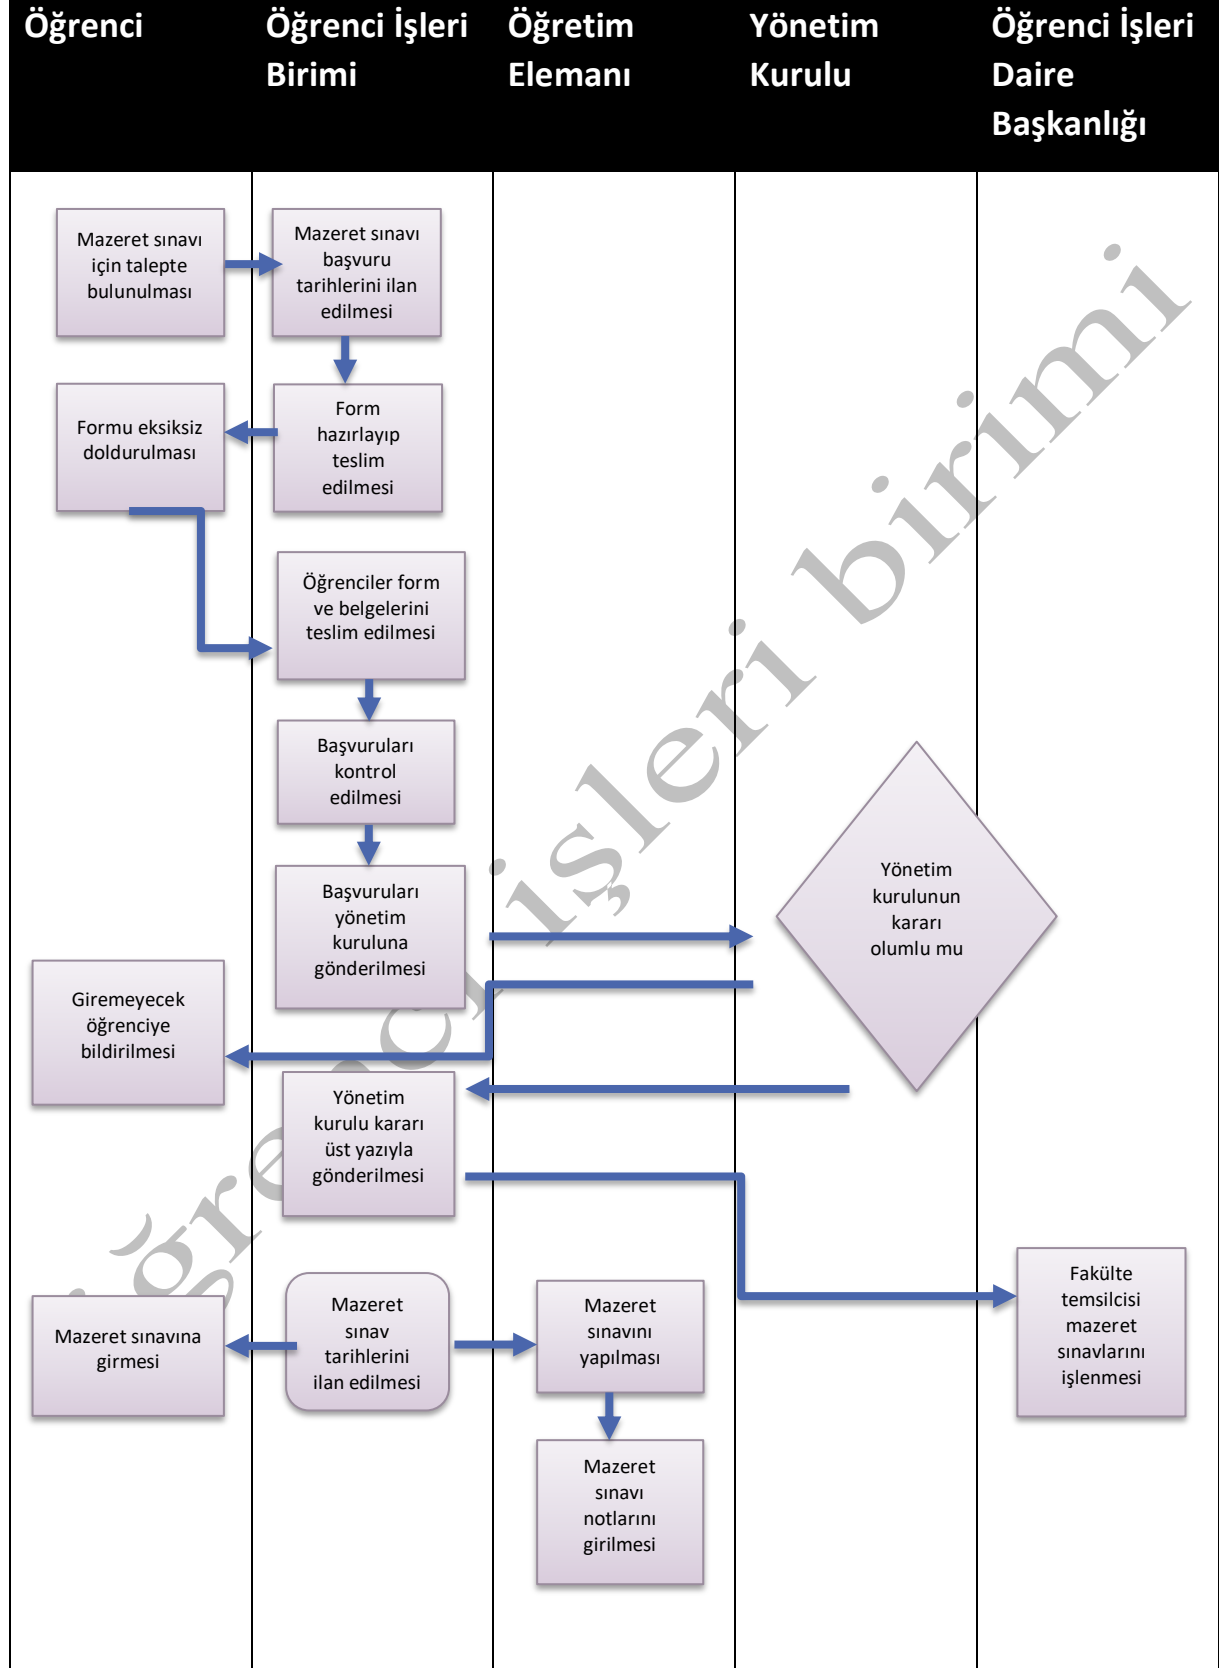 Öğrenci
Öğrenci İşleri
Birimi
Öğretim
Elemanı
Yönetim
Kurulu
Öğrenci İşleri
Daire
Başkanlığı
Mazeret sınavı
için talepte
bulunulması
Mazeret sınavı
başvuru
tarihlerini ilan
edilmesi
Formu eksiksiz
doldurulması
Form
hazırlayıp
teslim
edilmesi
Öğrenciler form
ve belgelerini
teslim edilmesi
Başvuruları
kontrol
edilmesi
Başvuruları
yönetim
kuruluna
gönderilmesi
Yönetim
kurulunun
kararı
olumlu mu
Giremeyecek
öğrenciye
bildirilmesi
Yönetim
kurulu kararı
üst yazıyla
gönderilmesi
Fakülte
temsilcisi
mazeret
sınavlarını
işlenmesi
Mazeret sınavına
girmesi
Mazeret
sınav
tarihlerini
ilan edilmesi
Mazeret
sınavını
yapılması
Mazeret
sınavı
notlarını
girilmesi
öğrenci işleri birimi